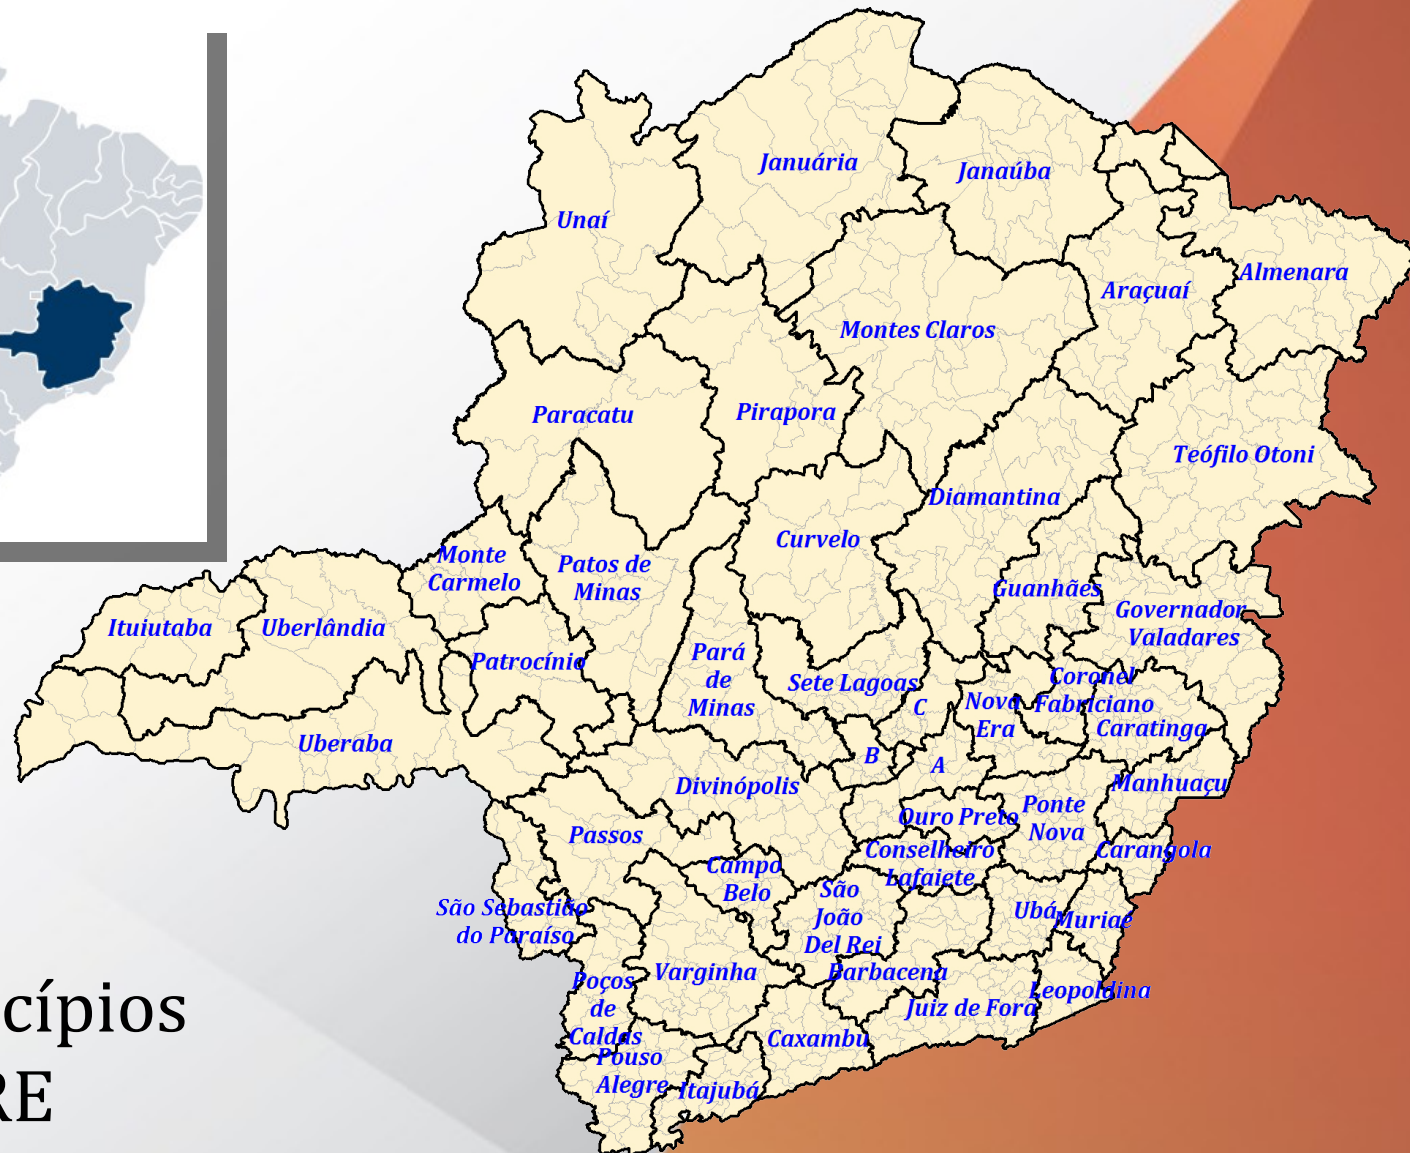 Januária
Janaúba
Unaí
Almenara
Araçuaí
Montes Claros
Paracatu
Pirapora
Teófilo Otoni
Diamantina
Curvelo
Monte
Carmelo
Patos de
Minas
Guanhães
Governador
Valadares
Ituiutaba
Uberlândia
Patrocínio
Pará
de
Minas
Sete Lagoas
C
Nova
Era
Coronel
Fabriciano
Caratinga
Uberaba
B
A
Divinópolis
Manhuaçu
Ouro Preto
Ponte
Nova
Passos
Conselheiro
Lafaiete
Carangola
Campo
Belo
São
João
Del Rei
Ubá
Muriaé
São Sebastião
do Paraíso
Varginha
Barbacena
Poços
de
Caldas
Juiz de Fora
Leopoldina
Caxambu
Pouso
Alegre
Itajubá
cípios
RE